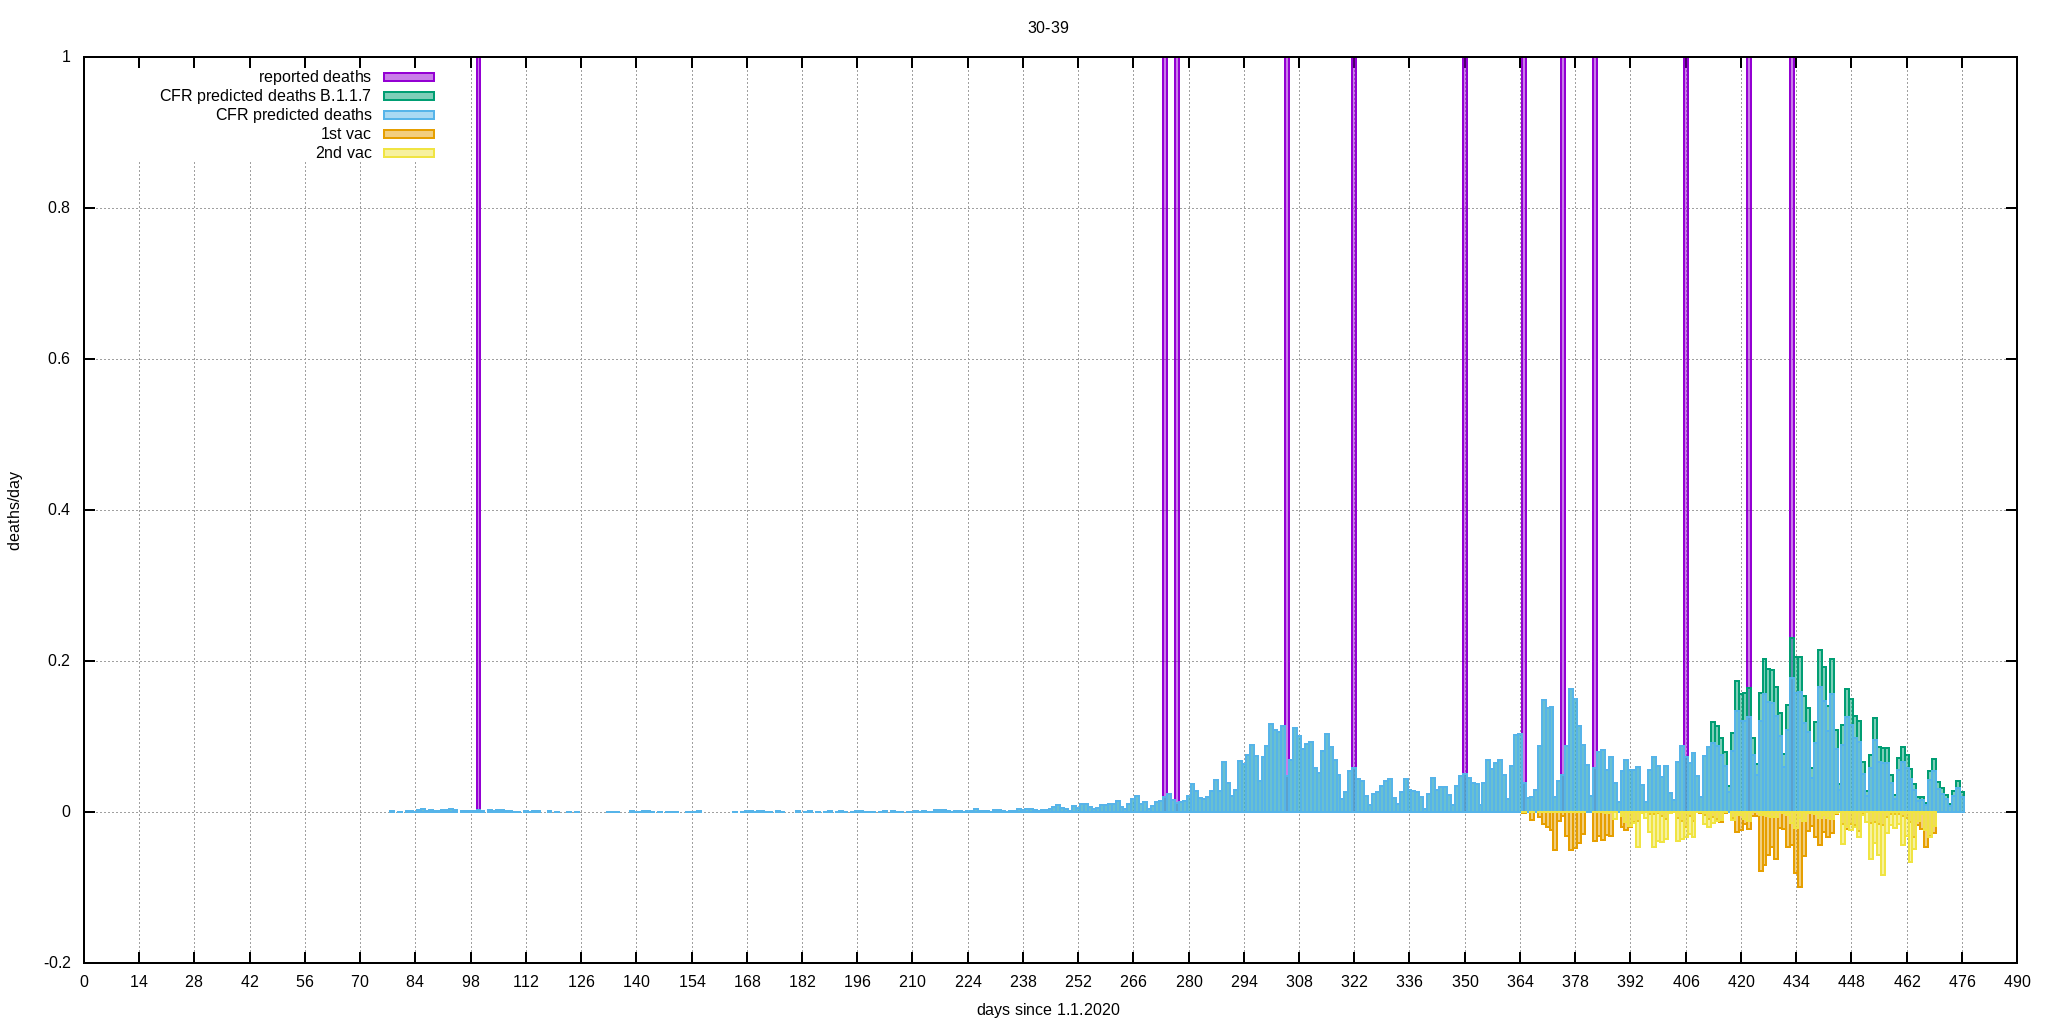 30-39
1
reported deaths
CFR predicted deaths B.1.1.7
CFR predicted deaths
1st vac
2nd vac
0.8
0.6
0.4
0.2
0
-0.2
deaths/day
0 14 28 42 56 70 84 98 112 126 140 154 168 182 196 210 224 238 252 266 280 294 308 322 336 350 364 378 392 406 420 434 448 462 476 490
days since 1.1.2020